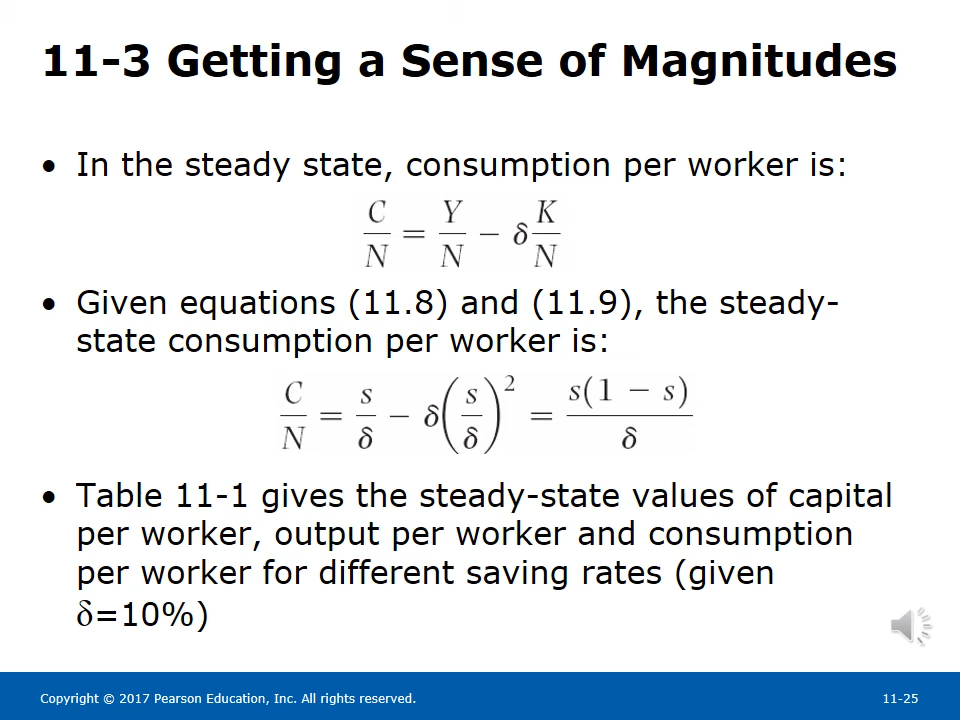 11-3 Getting a Sense of Magnitudes
• In the steady state, consumption per worker is:
C/N = Y/N − δ K/N
• Given equations (11.8) and (11.9), the steady-
state consumption per worker is:
C/N = s/δ − δ(s/δ)² = s(1 − s)/δ
• Table 11-1 gives the steady-state values of capital
per worker, output per worker and consumption
per worker for different saving rates (given
δ=10%)
Copyright © 2017 Pearson Education, Inc. All rights reserved.
11-25